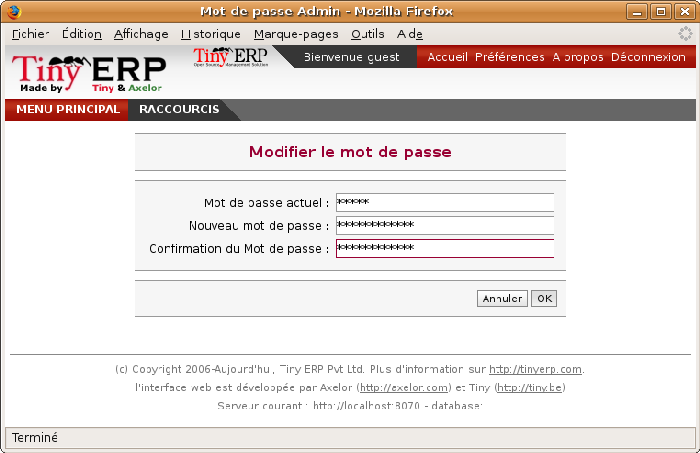 Mot de passe Admin - Mozilla Firefox
Fichier Édition Affichage Historique Marque-pages Outils Aide
Tiny ERP
Made by Tiny & Axelor
Tiny ERP
Open Source Management Solution
Bienvenue guest
Accueil Préférences A propos Déconnexion
MENU PRINCIPAL RACCOURCIS
Modifier le mot de passe
Mot de passe actuel : *****
Nouveau mot de passe : ************
Confirmation du Mot de passe : ************
Annuler OK
(c) Copyright 2006-Aujourd'hui, Tiny ERP Pvt Ltd. Plus d'information sur http://tinyerp.com.
l'interface web est développée par Axelor (http://axelor.com) et Tiny (http://tiny.be)
Serveur courant : http://localhost:8070 - database:
Terminé